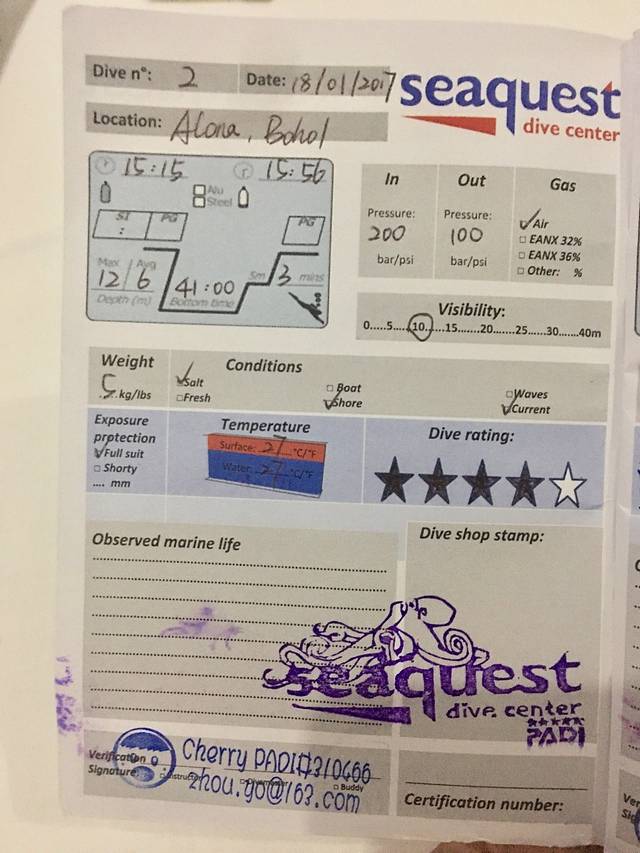 Dive n°: 2 Date: 18/01/2017
seaquest
dive center
Location: Alona, Bohol
15:15 15:56
Alu
Steel
ST PG PG
:
Max Avg
12 6 41:00 5m 3 mins
Depth (m) Bottom time
In Out Gas
Pressure: Pressure:
200 100
bar/psi bar/psi
Air
EANX 32%
EANX 36%
Other: %
Visibility:
0.....5.....10.....15.......20.......25.....30......40m
Weight
5 kg/lbs
Conditions
Salt
Fresh
Boat
Shore
Waves
Current
Exposure
protection
Full suit
Shorty
.... mm
Temperature
Surface: 27 °C/°F
Water: 27 °C/°F
Dive rating:
Observed marine life
Dive shop stamp:
seaquest
dive center
PADI
Verification
Signature:
Cherry PADI#310466
Instructor Buddy
zhou.yo@163.com
Certification number: